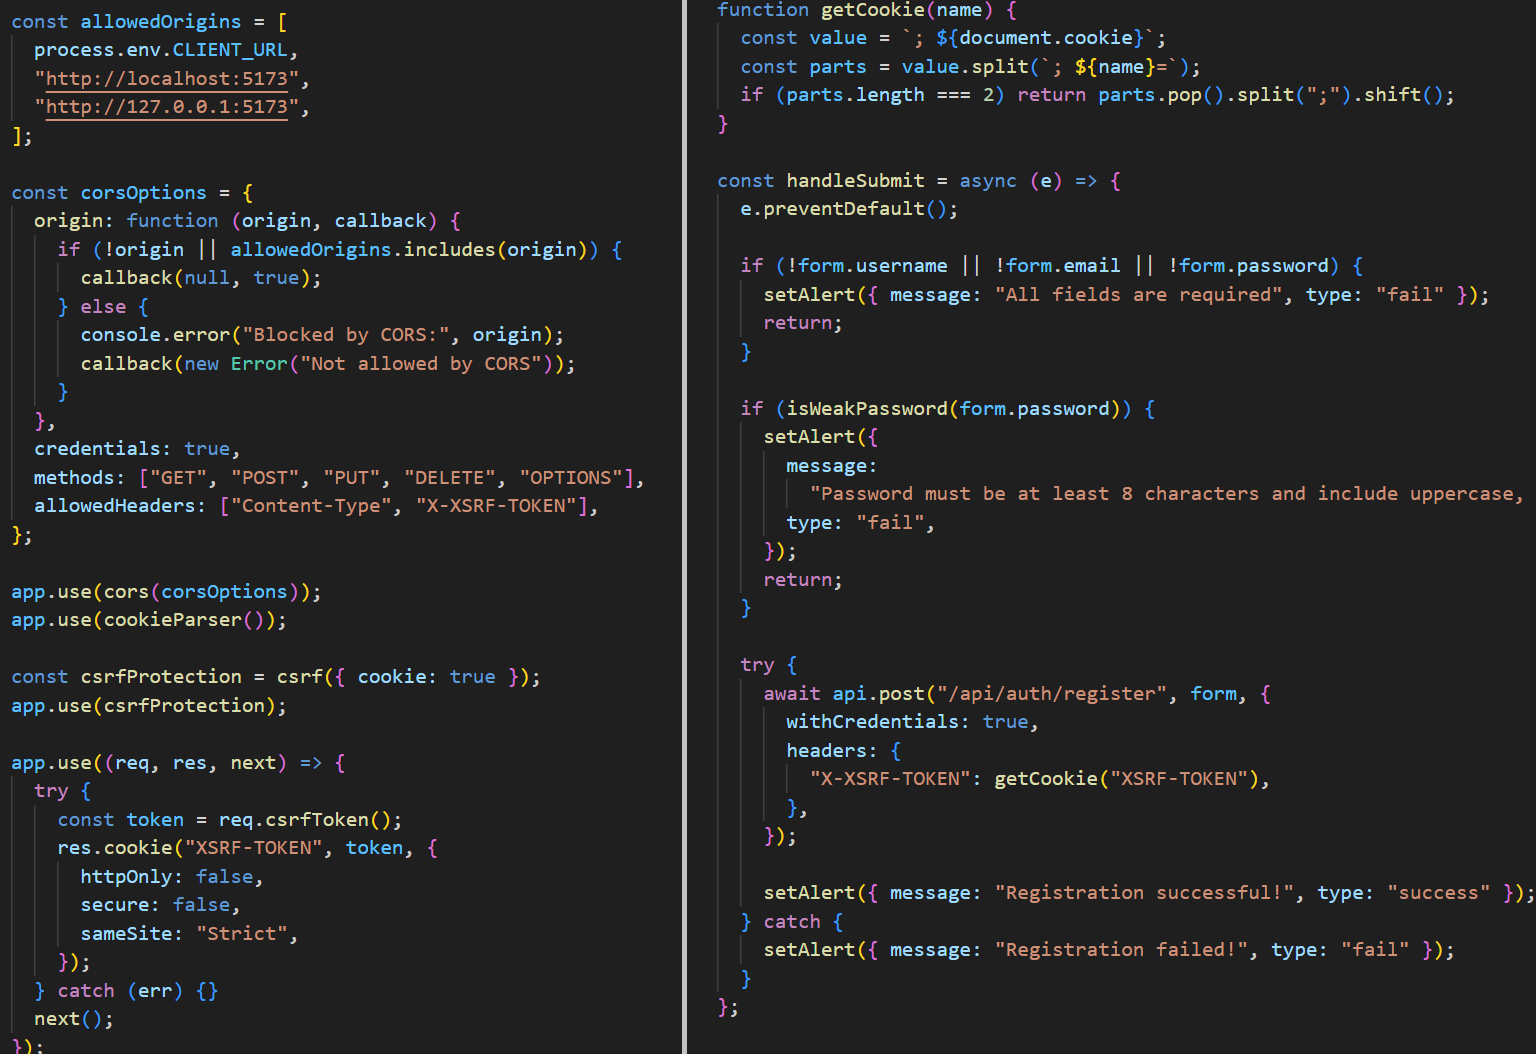 const allowedOrigins = [
  process.env.CLIENT_URL,
  "http://localhost:5173",
  "http://127.0.0.1:5173",
];

const corsOptions = {
  origin: function (origin, callback) {
    if (!origin || allowedOrigins.includes(origin)) {
      callback(null, true);
    } else {
      console.error("Blocked by CORS:", origin);
      callback(new Error("Not allowed by CORS"));
    }
  },
  credentials: true,
  methods: ["GET", "POST", "PUT", "DELETE", "OPTIONS"],
  allowedHeaders: ["Content-Type", "X-XSRF-TOKEN"],
};

app.use(cors(corsOptions));
app.use(cookieParser());

const csrfProtection = csrf({ cookie: true });
app.use(csrfProtection);

app.use((req, res, next) => {
  try {
    const token = req.csrfToken();
    res.cookie("XSRF-TOKEN", token, {
      httpOnly: false,
      secure: false,
      sameSite: "Strict",
    });
  } catch (err) {}
  next();
});

function getCookie(name) {
  const value = `; ${document.cookie}`;
  const parts = value.split(`; ${name}=`);
  if (parts.length === 2) return parts.pop().split(";").shift();
}

const handleSubmit = async (e) => {
  e.preventDefault();

  if (!form.username || !form.email || !form.password) {
    setAlert({ message: "All fields are required", type: "fail" });
    return;
  }

  if (isWeakPassword(form.password)) {
    setAlert({
      message:
        "Password must be at least 8 characters and include uppercase,
      type: "fail",
    });
    return;
  }

  try {
    await api.post("/api/auth/register", form, {
      withCredentials: true,
      headers: {
        "X-XSRF-TOKEN": getCookie("XSRF-TOKEN"),
      },
    });

    setAlert({ message: "Registration successful!", type: "success" });
  } catch {
    setAlert({ message: "Registration failed!", type: "fail" });
  }
};